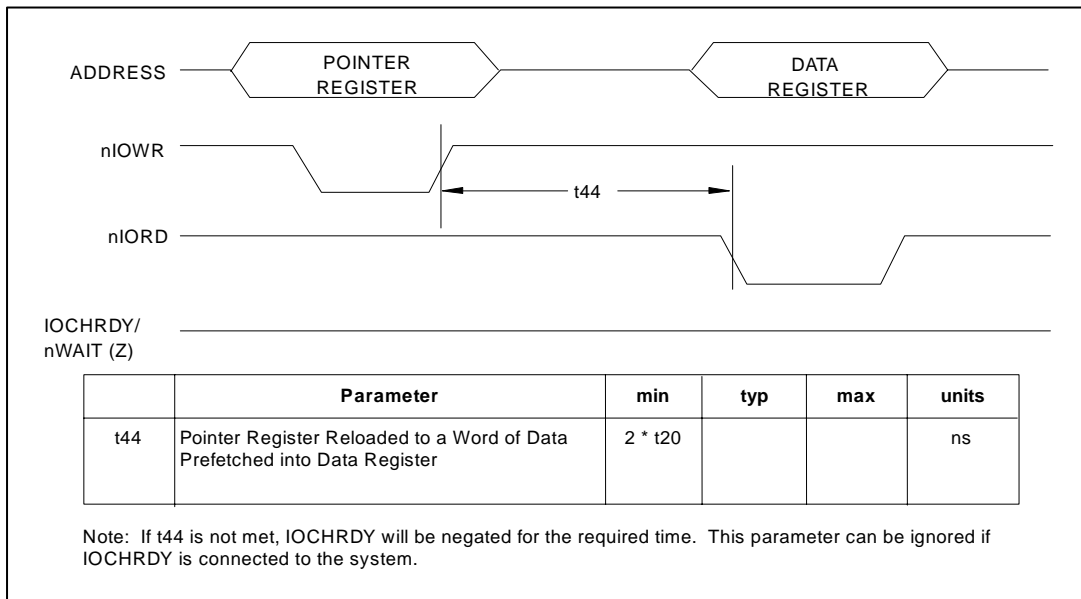 ADDRESS
POINTER
REGISTER
DATA
REGISTER
nIOWR
t44
nIORD
IOCHRDY/
nWAIT (Z)
Parameter min typ max units
t44 Pointer Register Reloaded to a Word of Data 2 * t20 ns
Prefetched into Data Register
Note: If t44 is not met, IOCHRDY will be negated for the required time. This parameter can be ignored if
IOCHRDY is connected to the system.